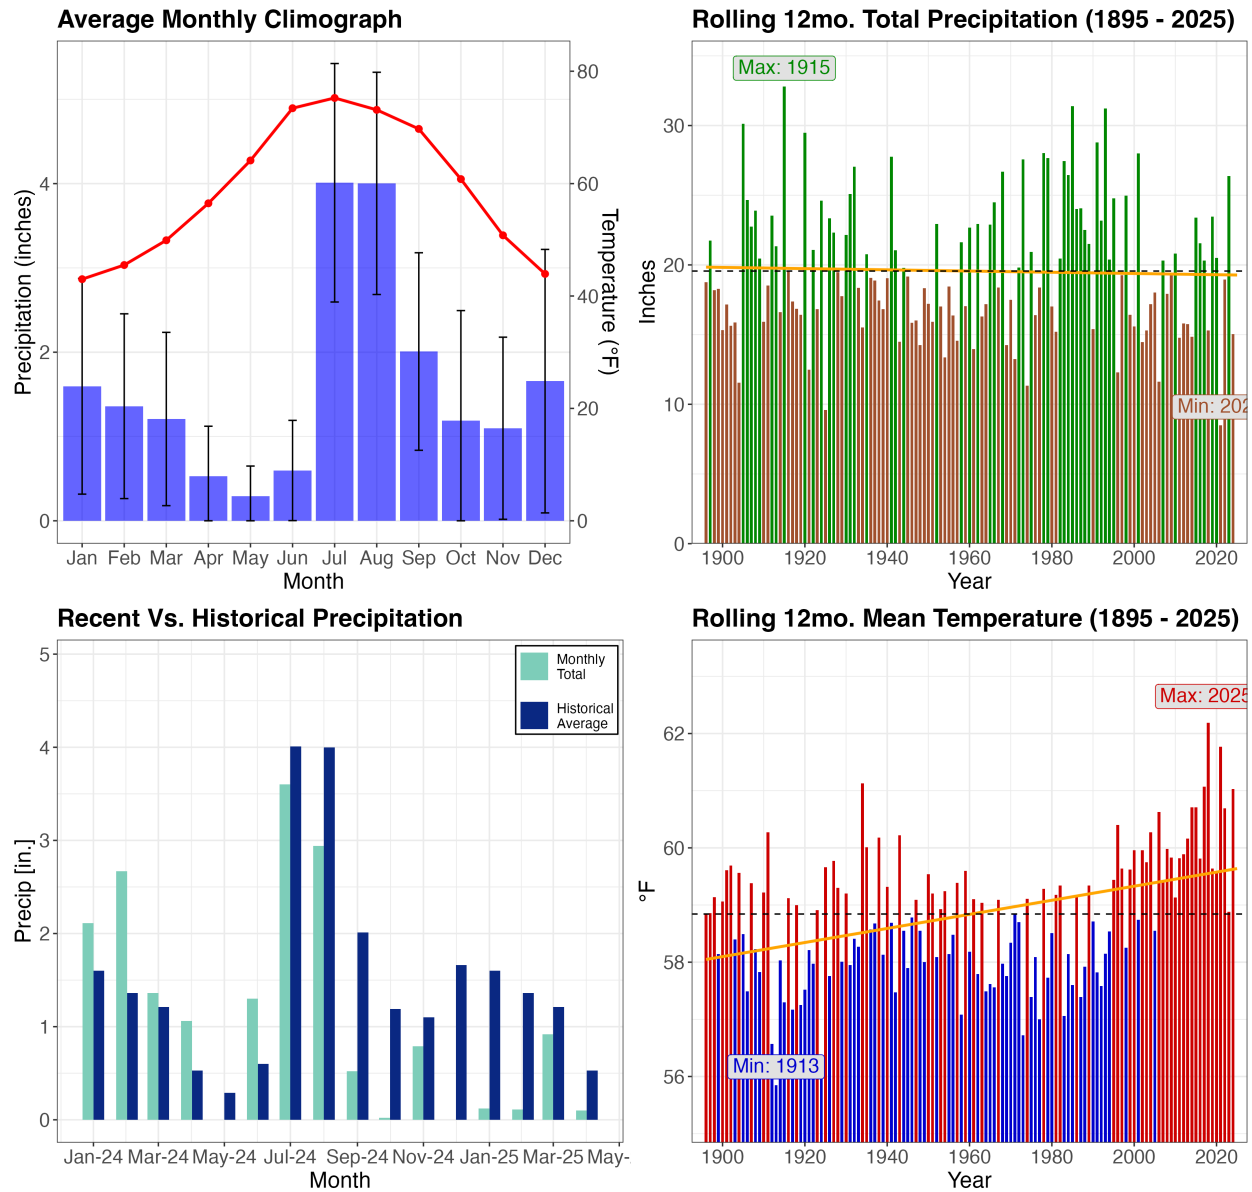 Average Monthly Climograph
Precipitation (inches)
4
2
0
80
60
40
20
0
Temperature (°F)
Jan Feb Mar Apr May Jun Jul Aug Sep Oct Nov Dec
Month
Rolling 12mo. Total Precipitation (1895 - 2025)
Max: 1915
Min: 202
Inches
30
20
10
0
1900 1920 1940 1960 1980 2000 2020
Year
Recent Vs. Historical Precipitation
Monthly
Total
Historical
Average
Precip [in.]
5
4
3
2
1
0
Jan-24 Mar-24 May-24 Jul-24 Sep-24 Nov-24 Jan-25 Mar-25 May-
Month
Rolling 12mo. Mean Temperature (1895 - 2025)
Max: 2025
Min: 1913
°F
62
60
58
56
1900 1920 1940 1960 1980 2000 2020
Year